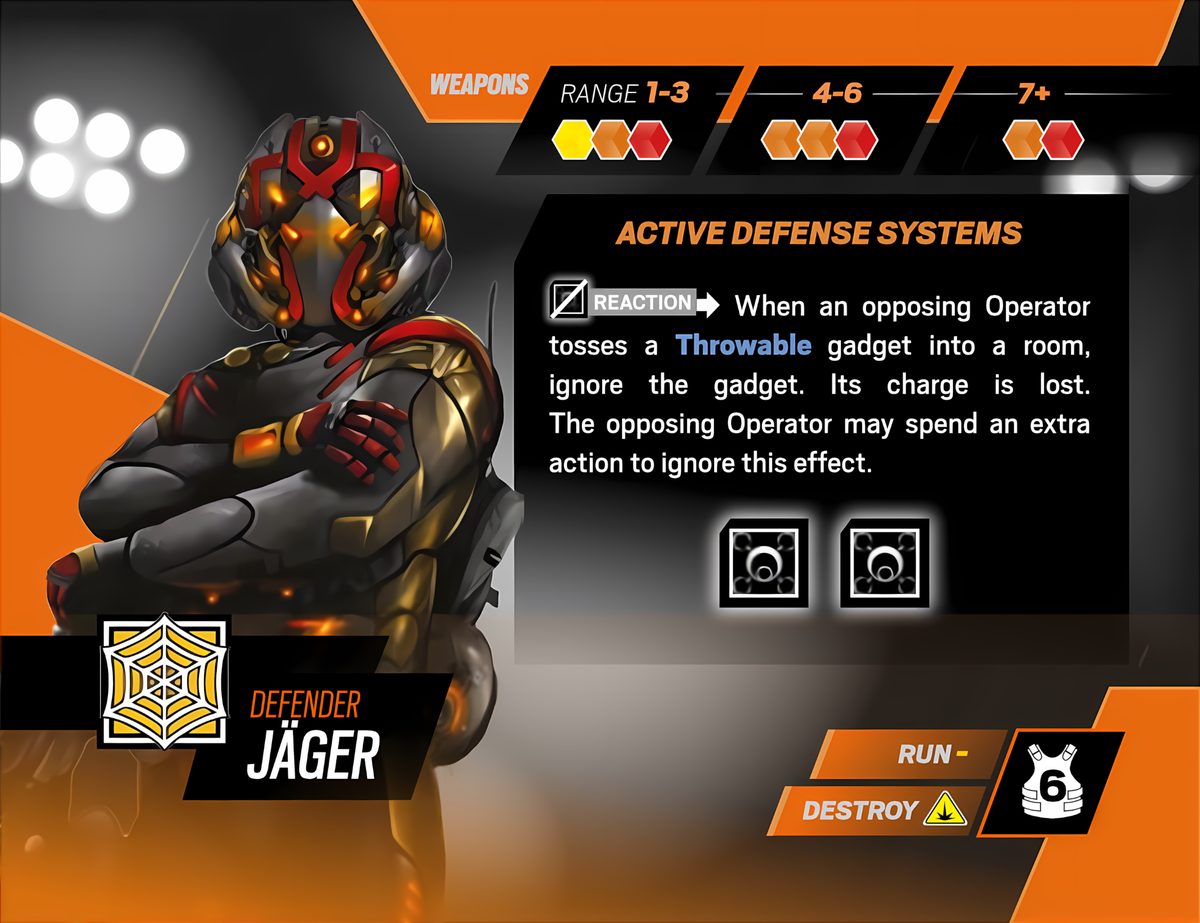 WEAPONS
RANGE 1-3
4-6
7+
ACTIVE DEFENSE SYSTEMS
REACTION When an opposing Operator
tosses a Throwable gadget into a room,
ignore the gadget. Its charge is lost.
The opposing Operator may spend an extra
action to ignore this effect.
DEFENDER
JÄGER
RUN -
DESTROY
6